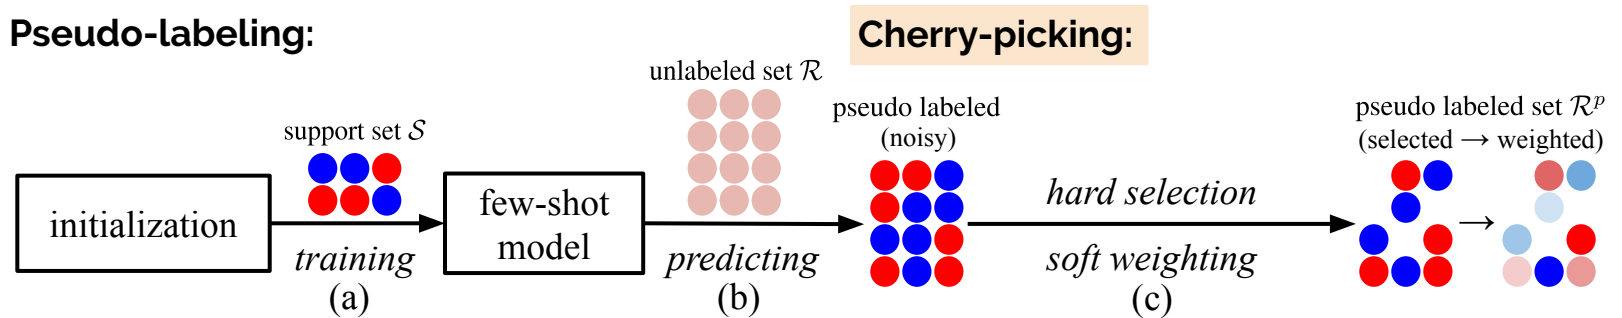 Pseudo-labeling:
Cherry-picking:
unlabeled set ℛ
support set 𝒮
pseudo labeled
(noisy)
pseudo labeled set ℛᵖ
(selected → weighted)
initialization
few-shot
model
hard selection
→
training
predicting
soft weighting
(a)
(b)
(c)